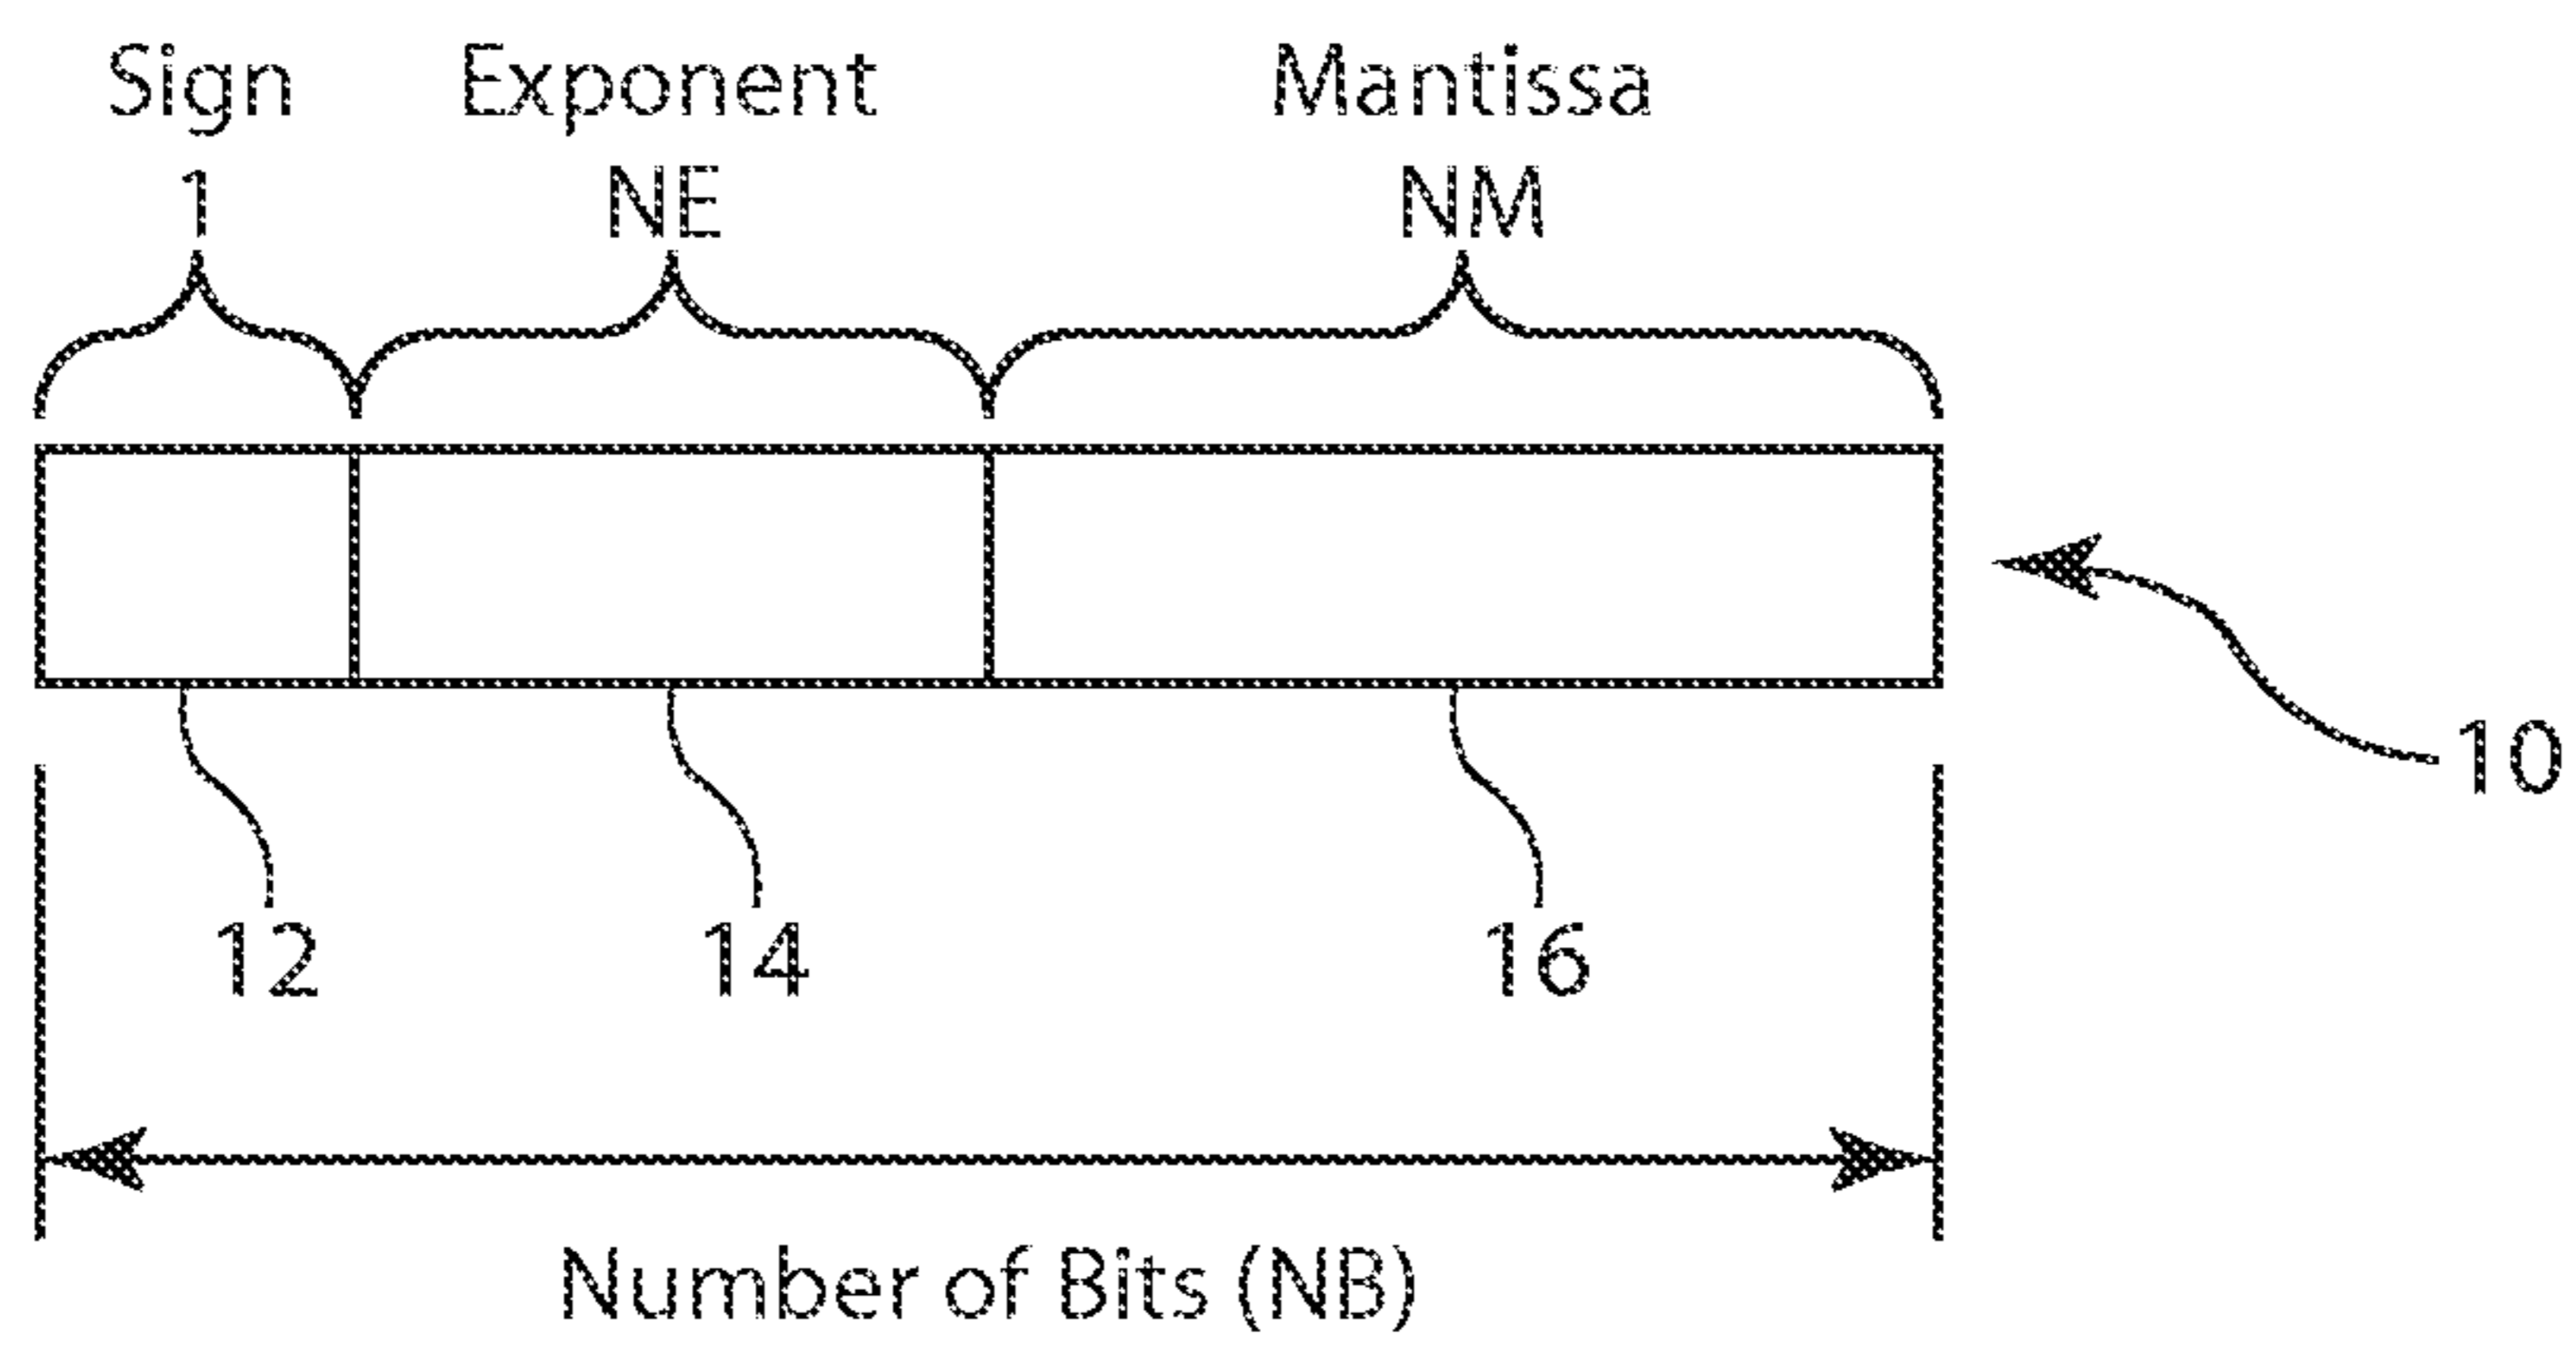 Sign Exponent Mantissa
1 NE NM
10
12 14 16
Number of Bits (NB)